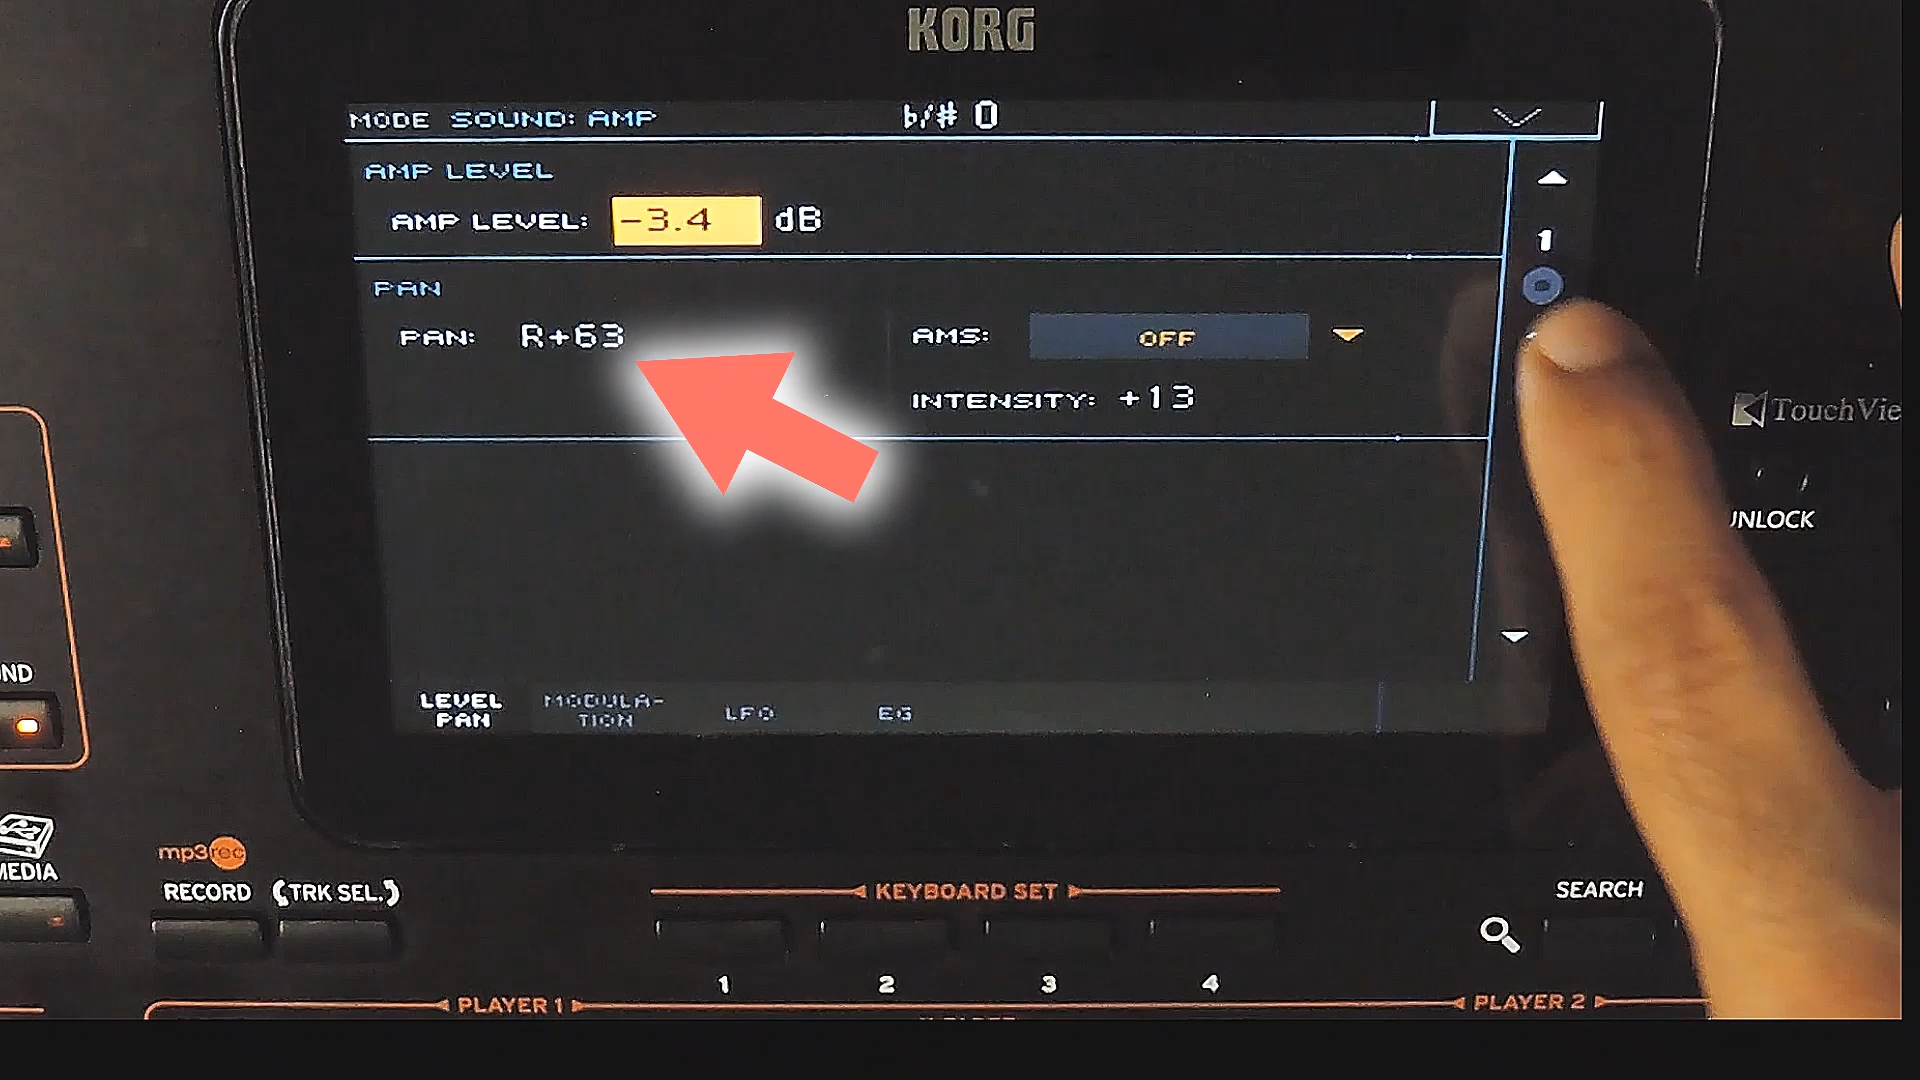 KORG
MODE SOUND: AMP b/# 0
AMP LEVEL
AMP LEVEL: -3.4 dB
1
PAN
PAN: R+63 AMS: OFF
INTENSITY: +13
TouchVie
UNLOCK
LEVEL PAN
MODULA-
TION
LFO
EG
ND
MEDIA
mp3rec
RECORD
TRK SEL.
KEYBOARD SET
SEARCH
1 2 3 4
PLAYER 1
PLAYER 2